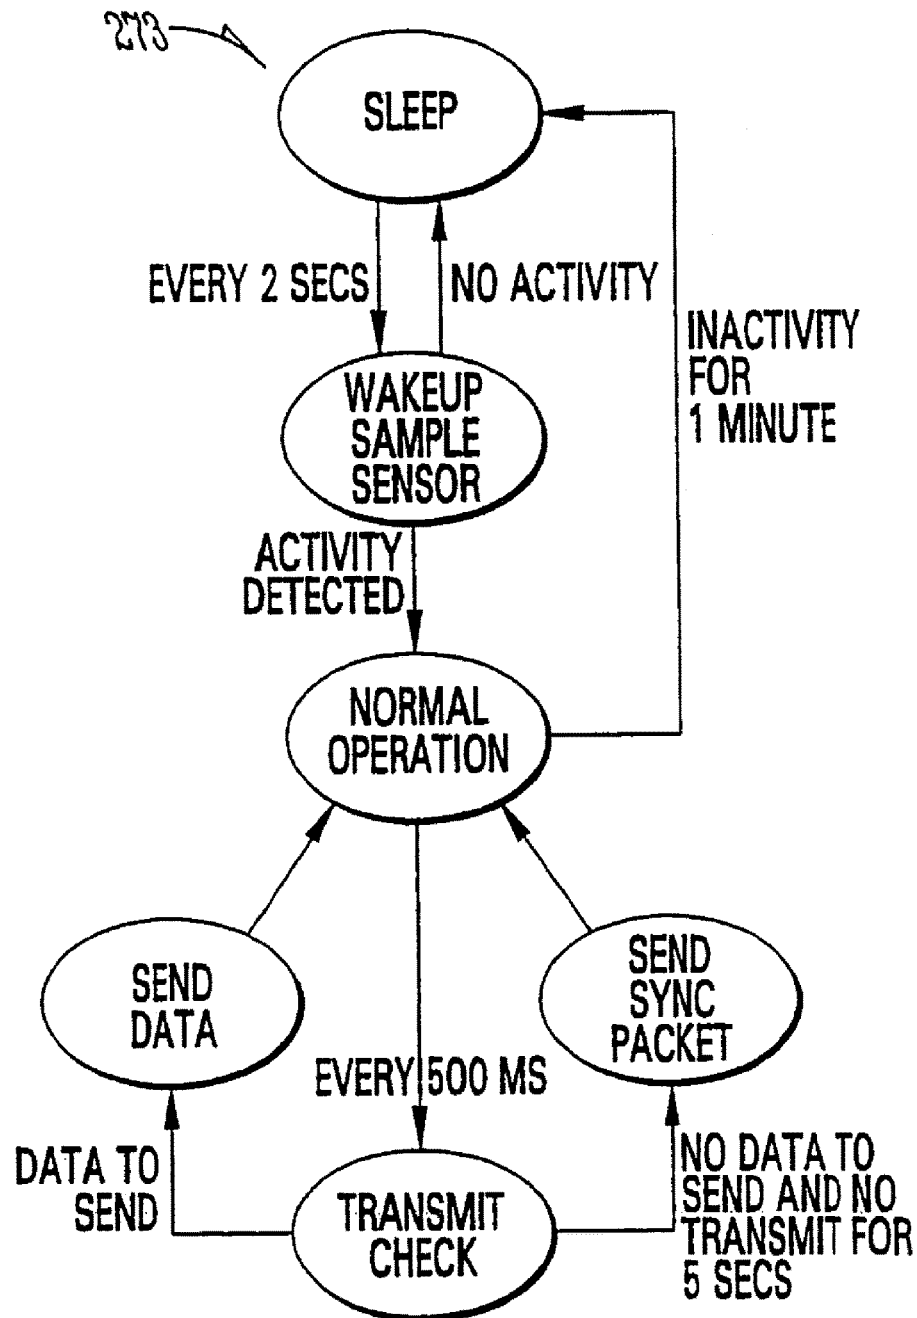 273
SLEEP
EVERY 2 SECS
NO ACTIVITY
INACTIVITY
FOR
1 MINUTE
WAKEUP
SAMPLE
SENSOR
ACTIVITY
DETECTED
NORMAL
OPERATION
SEND
DATA
SEND
SYNC
PACKET
EVERY 500 MS
DATA TO
SEND
NO DATA TO
SEND AND NO
TRANSMIT FOR
5 SECS
TRANSMIT
CHECK